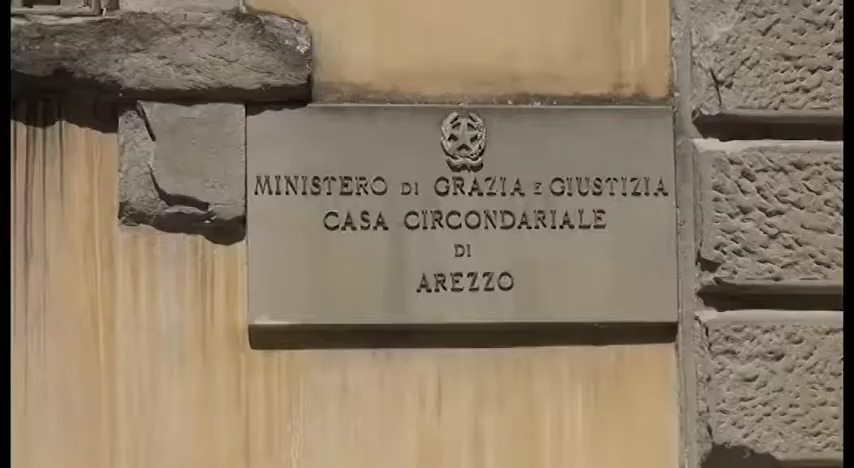 MINISTERO DI GRAZIA E GIUSTIZIA
CASA CIRCONDARIALE
DI
AREZZO